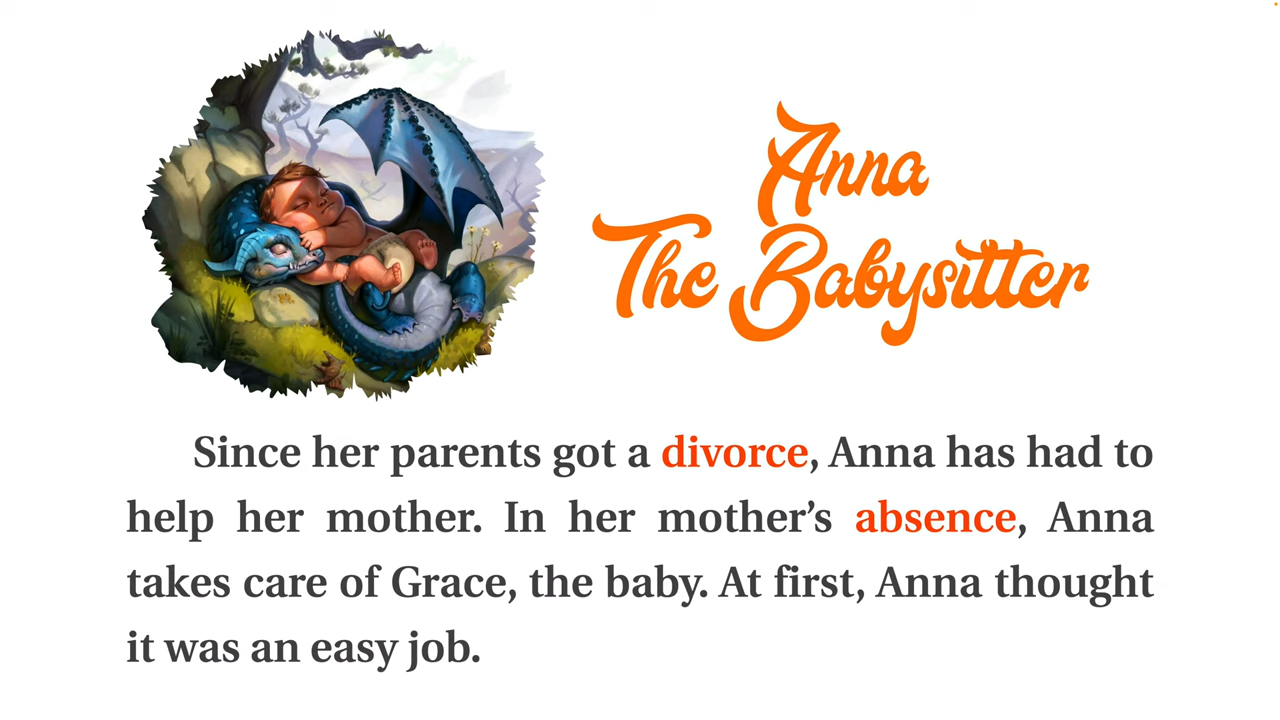 Anna
The Babysitter
Since her parents got a divorce, Anna has had to
help her mother. In her mother’s absence, Anna
takes care of Grace, the baby. At first, Anna thought
it was an easy job.